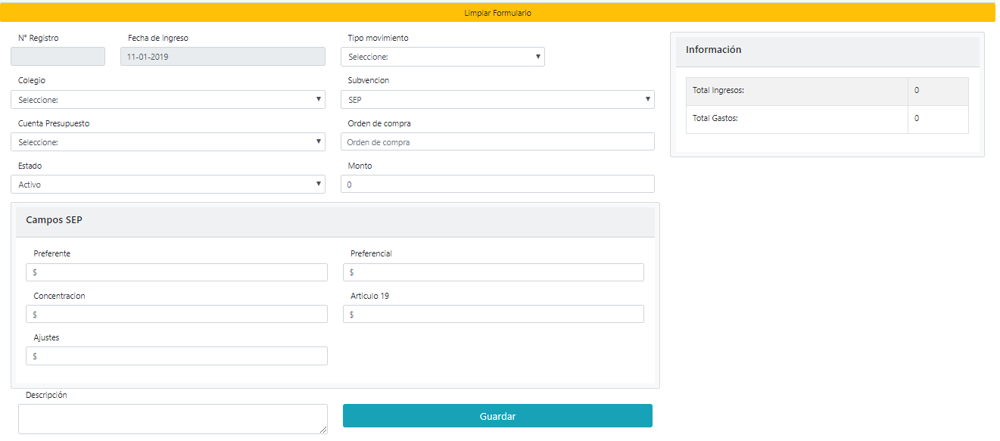 Limpiar Formulario
N° Registro
Fecha de ingreso
Tipo movimiento
11-01-2019
Seleccione:
Colegio
Subvencion
Seleccione:
SEP
Cuenta Presupuesto
Orden de compra
Seleccione:
Orden de compra
Estado
Monto
Activo
0
Campos SEP
Preferente
Preferencial
$
$
Concentracion
Articulo 19
$
$
Ajustes
$
Descripción
Guardar
Información
Total Ingresos:
0
Total Gastos:
0